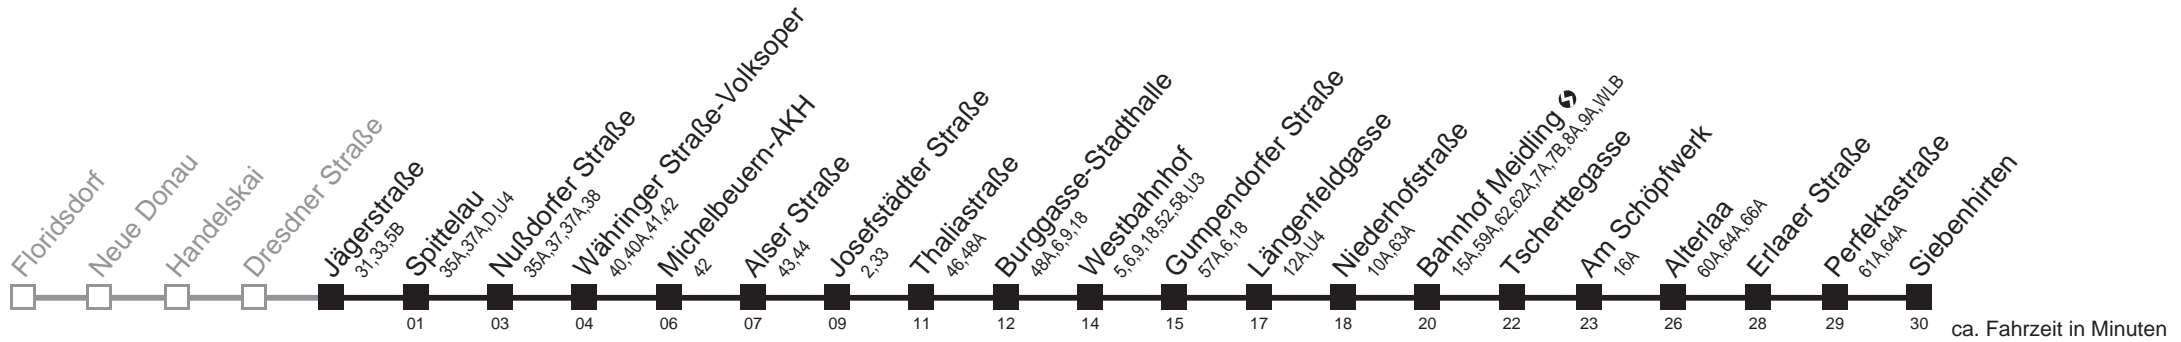 Floridsdorf
Neue Donau
Handelskai
Dresdner Straße
Jägerstraße
31,33,5B
Spittelau
35A,37A,D,U4
Nußdorfer Straße
35A,37,37A,38
Währinger Straße-Volksoper
40,40A,41,42
Michelbeuern-AKH
42
Alser Straße
43,44
Josefstädter Straße
2,33
Thaliastraße
46,48A
Burggasse-Stadthalle
48A,6,9,18
Westbahnhof
5,6,9,18,52,58,U3
Gumpendorfer Straße
57A,6,18
Längenfeldgasse
12A,U4
Niederhofstraße
10A,63A
Bahnhof Meidling
15A,59A,62,62A,7A,7B,8A,9A,WLB
Tscherttegasse
Am Schöpfwerk
16A
Alterlaa
60A,64A,66A
Erlaaer Straße
Perfektastraße
61A,64A
Siebenhirten
01 03 04 06 07 09 11 12 14 15 17 18 20 22 23 26 28 29 30 ca. Fahrzeit in Minuten